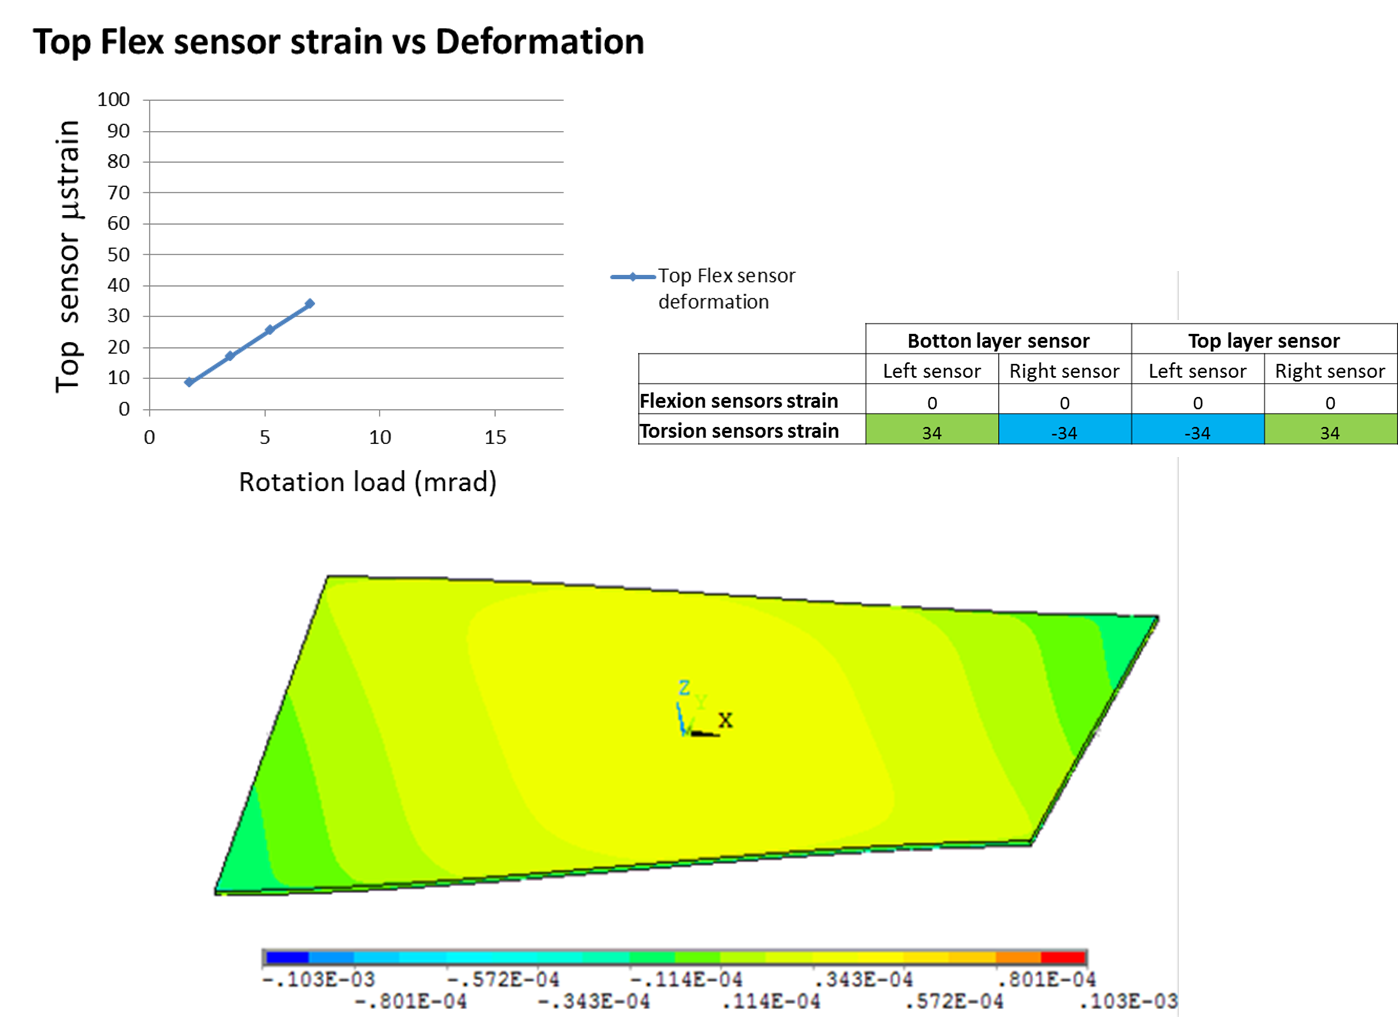 Top Flex sensor strain vs Deformation
100
90
80
70
60
50
40
30
20
10
0
Top sensor µstrain
0 5 10 15
Rotation load (mrad)
Top Flex sensor
deformation
Botton layer sensor Top layer sensor
Left sensor Right sensor Left sensor Right sensor
Flexion sensors strain 0 0 0 0
Torsion sensors strain 34 -34 -34 34
Z
Y
X
-.103E-03 -.572E-04 -.114E-04 .343E-04 .801E-04
-.801E-04 -.343E-04 .114E-04 .572E-04 .103E-03